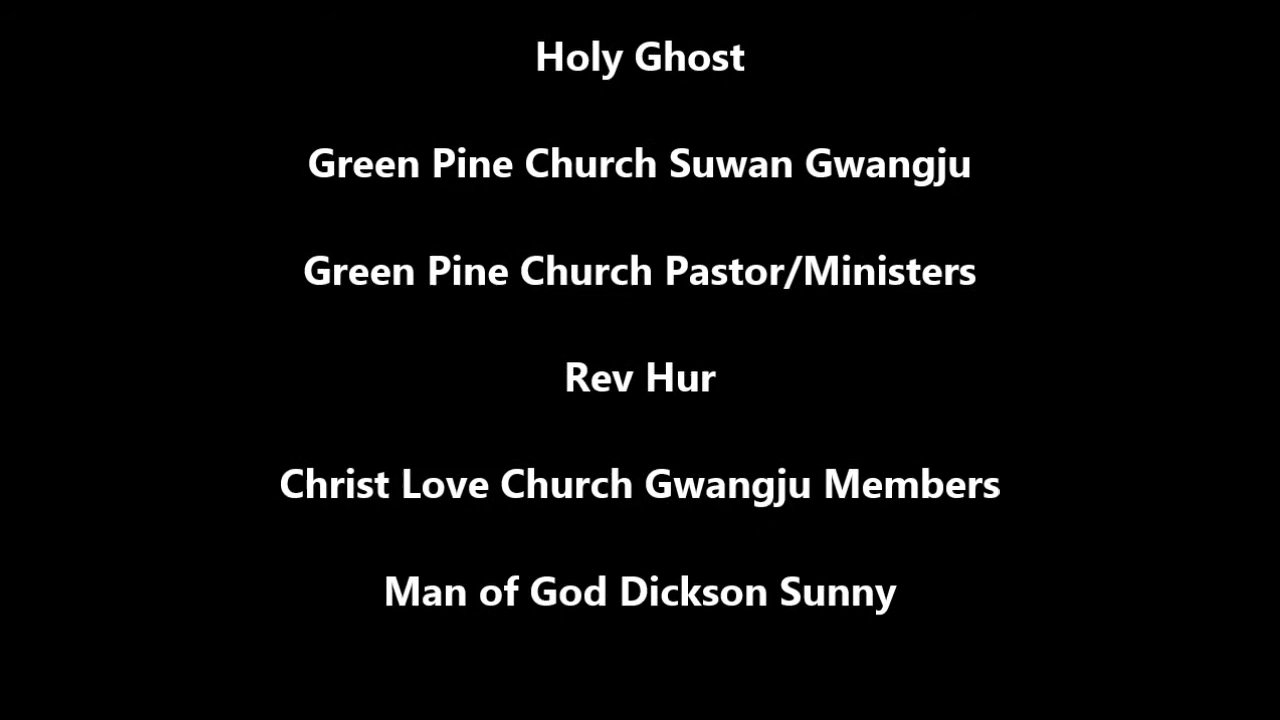 Holy Ghost
Green Pine Church Suwan Gwangju
Green Pine Church Pastor/Ministers
Rev Hur
Christ Love Church Gwangju Members
Man of God Dickson Sunny